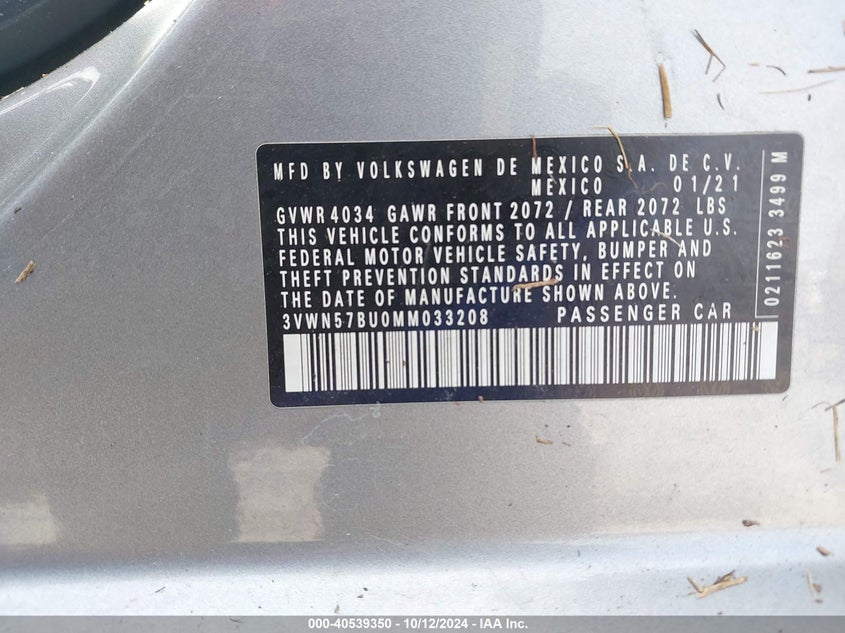 MFD BY VOLKSWAGEN DE MEXICO S.A. DE C.V.
MEXICO 01/21
GVWR 4034 GAWR FRONT 2072 / REAR 2072 LBS
THIS VEHICLE CONFORMS TO ALL APPLICABLE U.S.
FEDERAL MOTOR VEHICLE SAFETY, BUMPER AND
THEFT PREVENTION STANDARDS IN EFFECT ON
THE DATE OF MANUFACTURE SHOWN ABOVE.
3VWN57BU0MM033208 PASSENGER CAR
0211623 3499 M
000-40539350 - 10/12/2024 - IAA Inc.